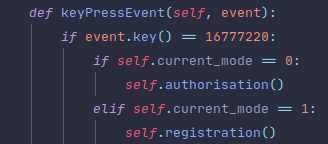 def keyPressEvent(self, event):
    if event.key() == 16777220:
        if self.current_mode == 0:
            self.authorisation()
        elif self.current_mode == 1:
            self.registration()